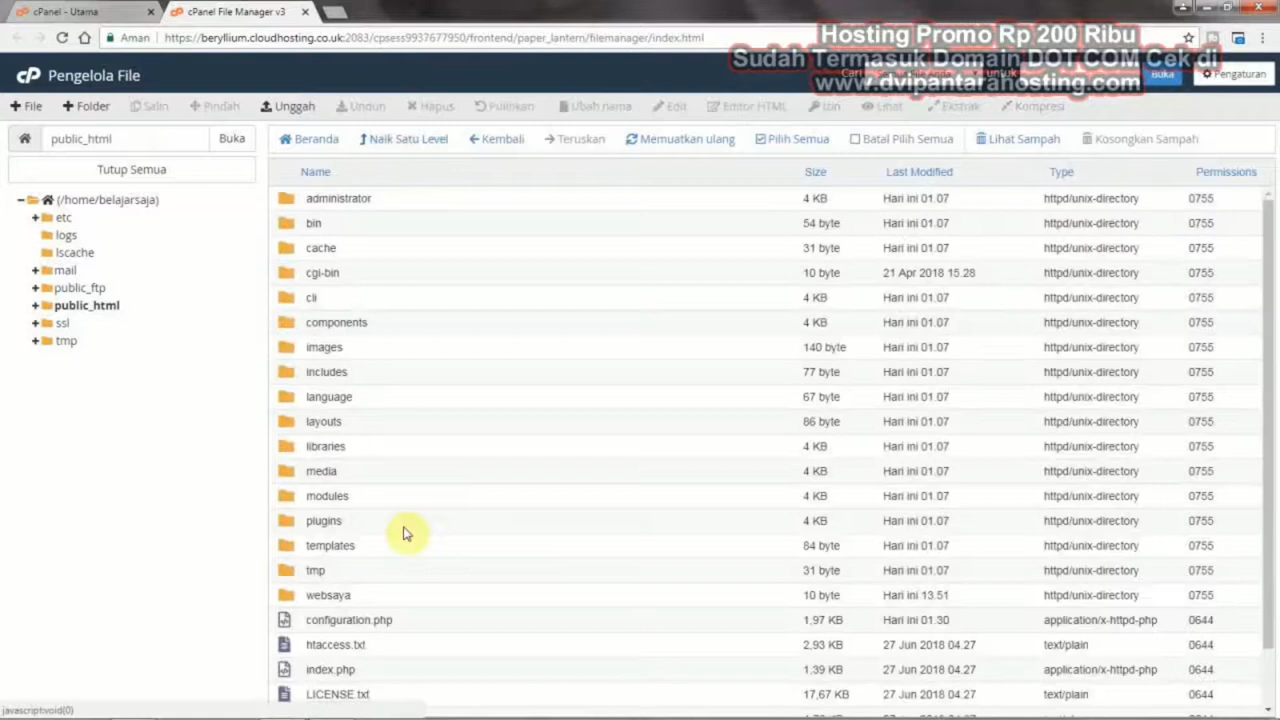 cPanel - Utama
cPanel File Manager v3
Aman https://beryllium.cloudhosting.co.uk:2083/cpsess9937677950/frontend/paper_lantern/filemanager/index.html
Hosting Promo Rp 200 Ribu
Sudah Termasuk Domain DOT COM Cek di
www.dvipantarahosting.com
cP Pengelola File
Cari
untuk
Buka
Pengaturan
File Folder Salin Pindah Unggah Unduh Hapus Pulihkan Ubah nama Edit Editor HTML Izin Lihat Ekstrak Kompresi
public_html Buka
Beranda Naik Satu Level Kembali Teruskan Memuatkan ulang Pilih Semua Batal Pilih Semua Lihat Sampah Kosongkan Sampah
Tutup Semua
(/home/belajarsaja)
etc
logs
lscache
mail
public_ftp
public_html
ssl
tmp
Name Size Last Modified Type Permissions
administrator 4 KB Hari ini 01.07 httpd/unix-directory 0755
bin 54 byte Hari ini 01.07 httpd/unix-directory 0755
cache 31 byte Hari ini 01.07 httpd/unix-directory 0755
cgi-bin 10 byte 21 Apr 2018 15.28 httpd/unix-directory 0755
cli 4 KB Hari ini 01.07 httpd/unix-directory 0755
components 4 KB Hari ini 01.07 httpd/unix-directory 0755
images 140 byte Hari ini 01.07 httpd/unix-directory 0755
includes 77 byte Hari ini 01.07 httpd/unix-directory 0755
language 67 byte Hari ini 01.07 httpd/unix-directory 0755
layouts 86 byte Hari ini 01.07 httpd/unix-directory 0755
libraries 4 KB Hari ini 01.07 httpd/unix-directory 0755
media 4 KB Hari ini 01.07 httpd/unix-directory 0755
modules 4 KB Hari ini 01.07 httpd/unix-directory 0755
plugins 4 KB Hari ini 01.07 httpd/unix-directory 0755
templates 84 byte Hari ini 01.07 httpd/unix-directory 0755
tmp 31 byte Hari ini 01.07 httpd/unix-directory 0755
websaya 10 byte Hari ini 13.51 httpd/unix-directory 0755
configuration.php 1,97 KB Hari ini 01.30 application/x-httpd-php 0644
htaccess.txt 2,93 KB 27 Jun 2018 04.27 text/plain 0644
index.php 1,39 KB 27 Jun 2018 04.27 application/x-httpd-php 0644
LICENSE.txt 17,67 KB 27 Jun 2018 04.27 text/plain 0644
javascript:void(0)